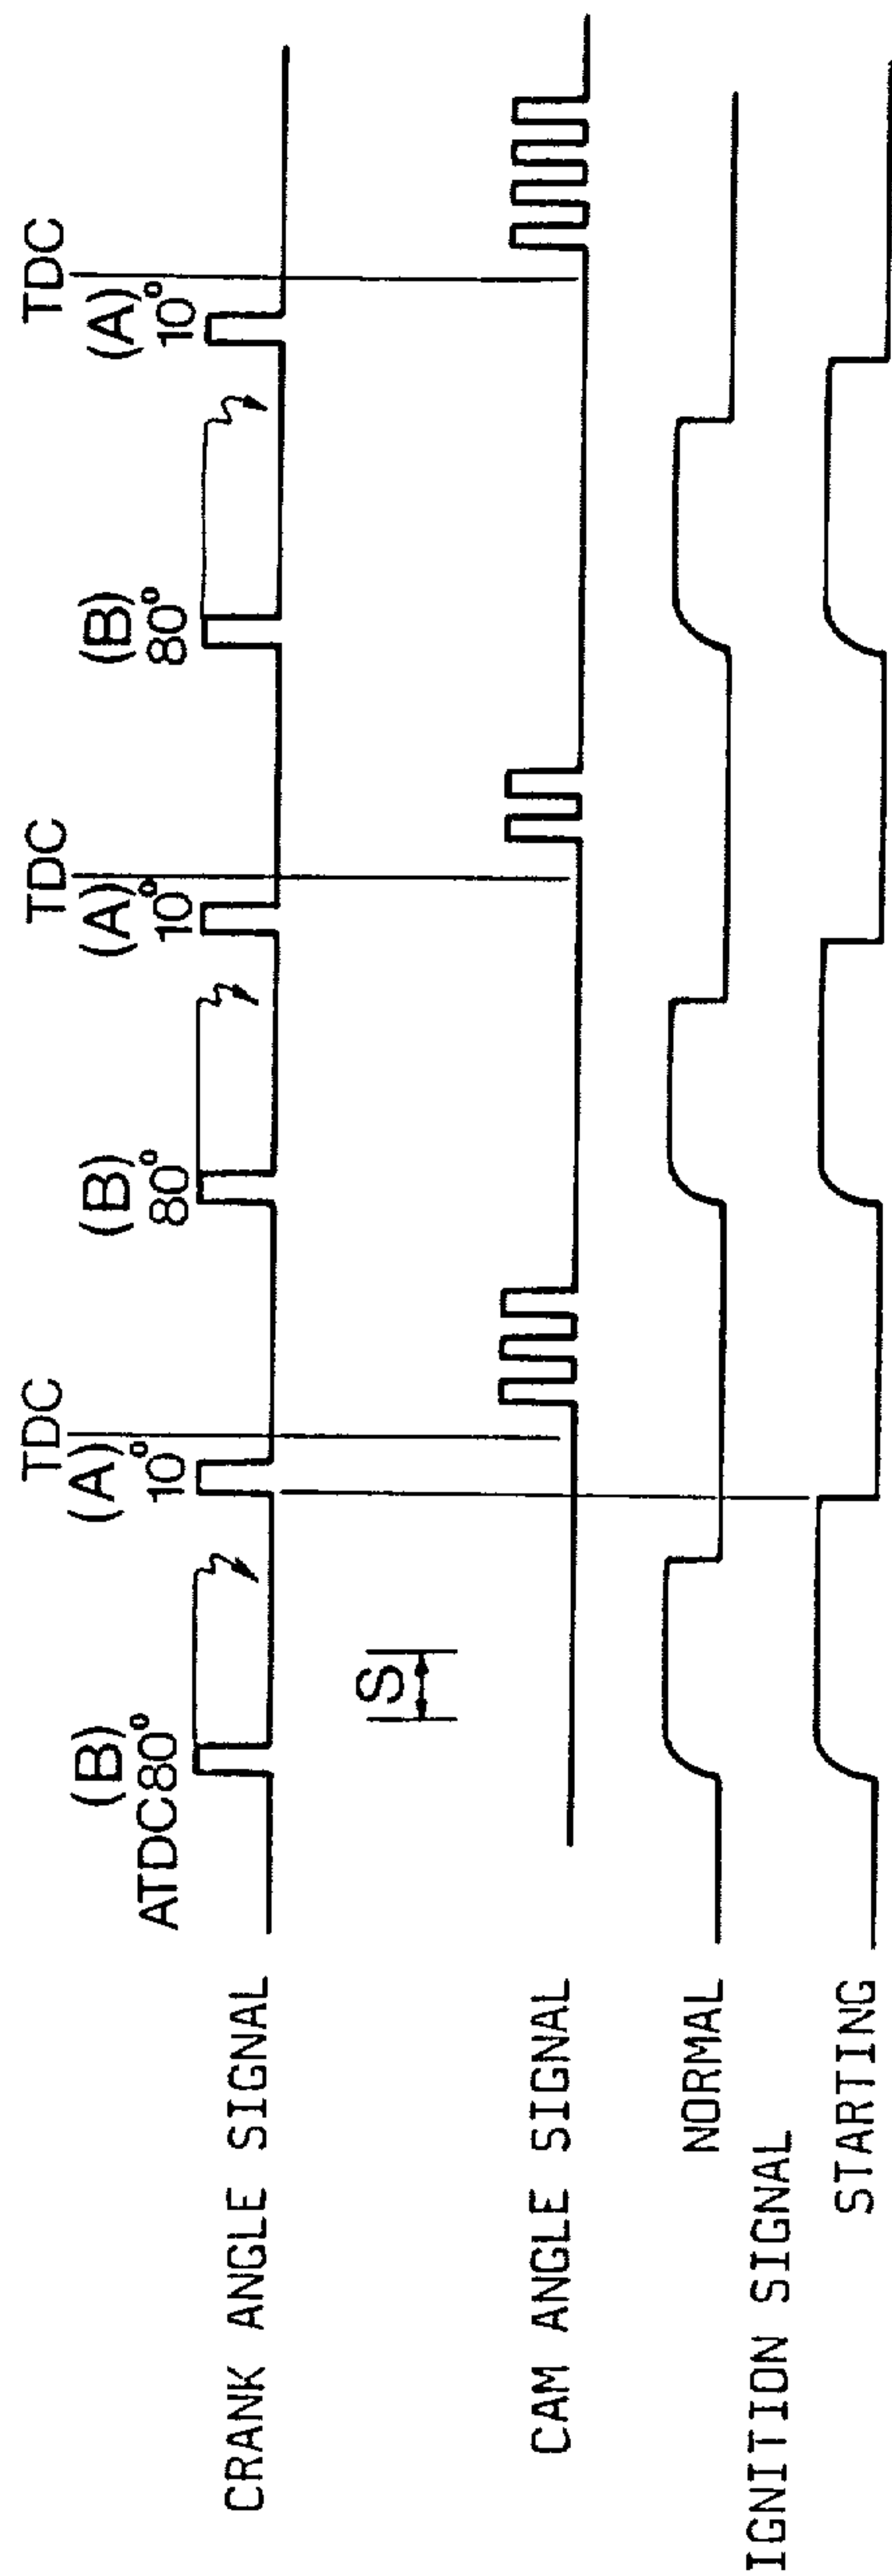 TDC
TDC
TDC
(B)
(A)
(B)
(A)
(B)
(A)
ATDC80°
10°
80°
10°
80°
10°
CRANK ANGLE SIGNAL
S
CAM ANGLE SIGNAL
NORMAL
IGNITION SIGNAL
STARTING